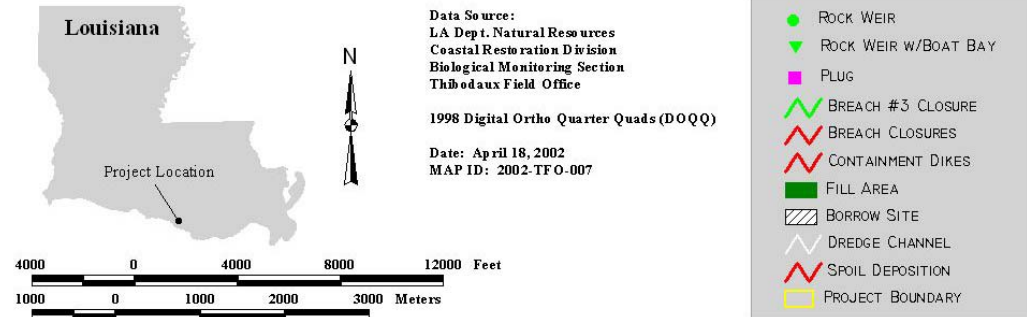 Louisiana
Project Location
N
Data Source:
LA Dept. Natural Resources
Coastal Restoration Division
Biological Monitoring Section
Thibodaux Field Office
1998 Digital Ortho Quarter Quads (DOQQ)
Date: April 18, 2002
MAP ID: 2002-TFO-007
4000 0 4000 8000 12000 Feet
1000 0 1000 2000 3000 Meters
ROCK WEIR
ROCK WEIR W/BOAT BAY
PLUG
BREACH #3 CLOSURE
BREACH CLOSURES
CONTAINMENT DIKES
FILL AREA
BORROW SITE
DREDGE CHANNEL
SPOIL DEPOSITION
PROJECT BOUNDARY